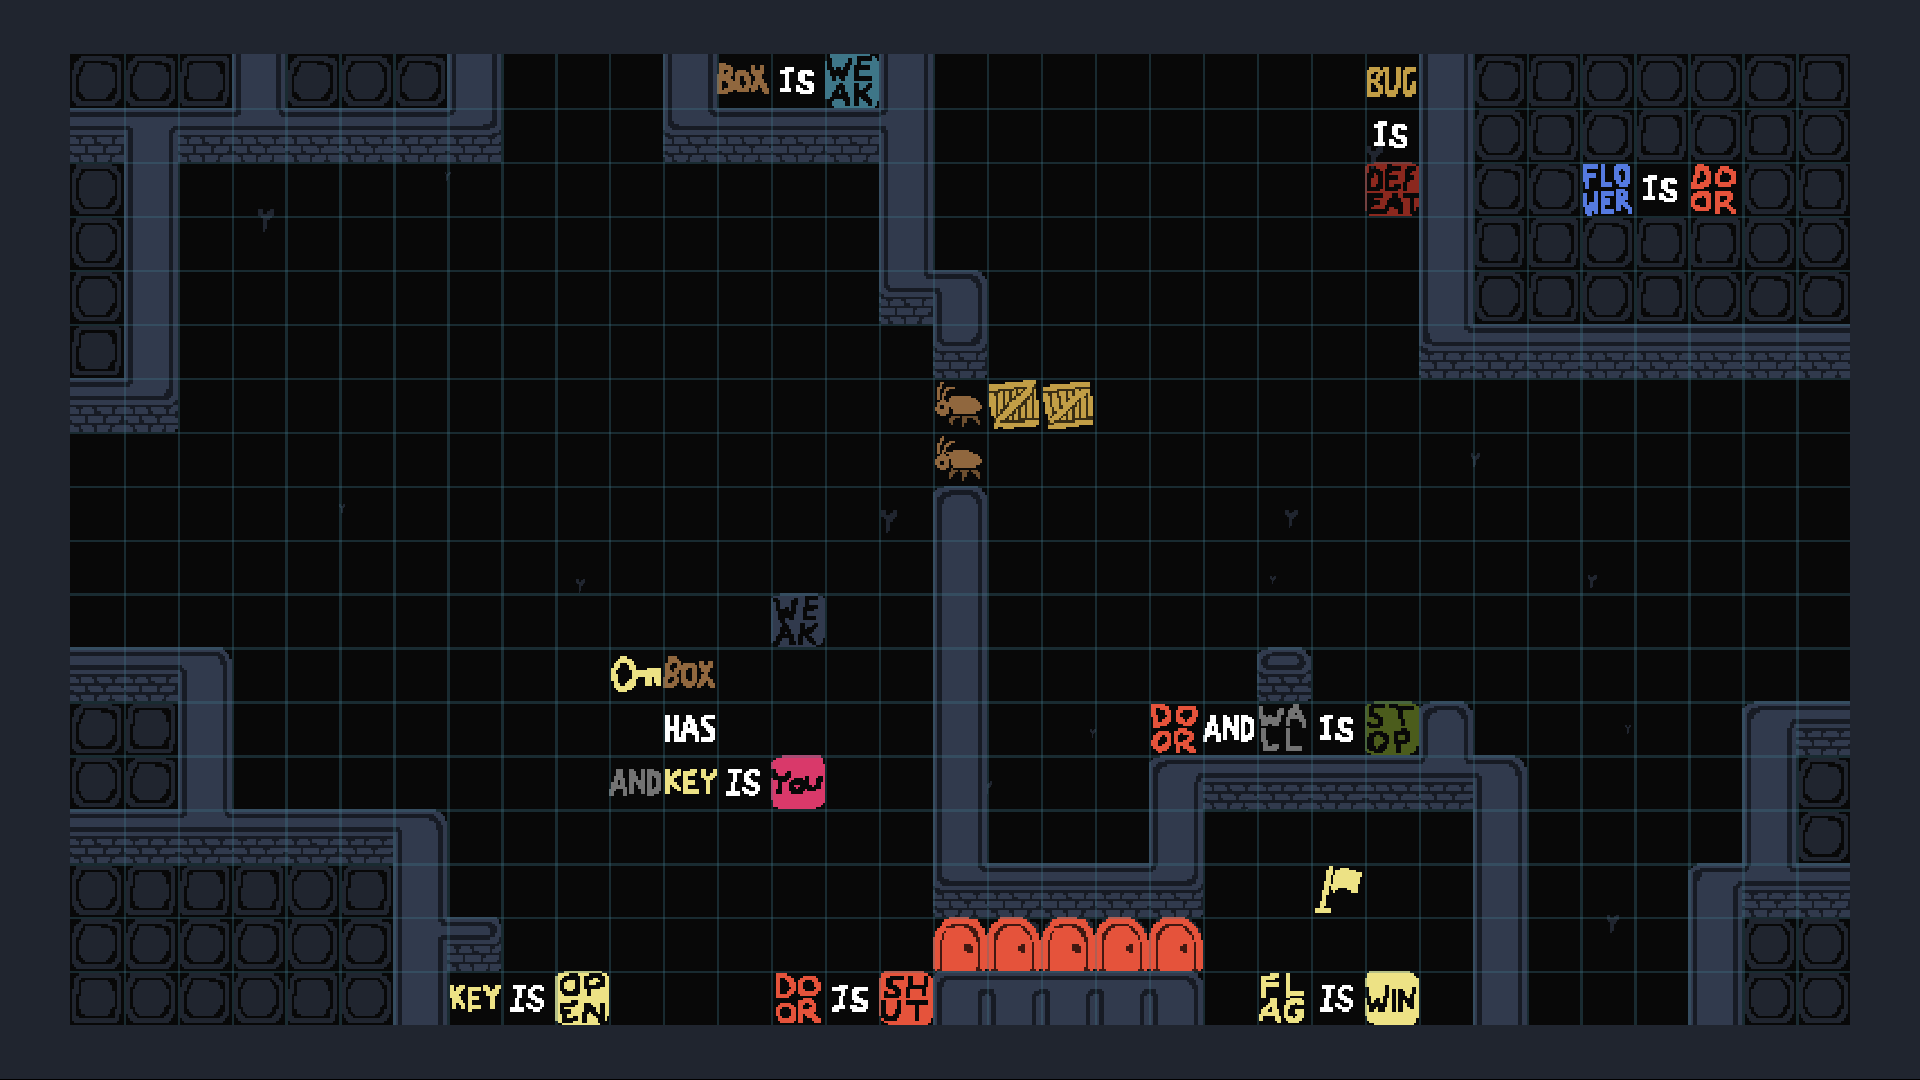 BOX IS WEAK
BUG
IS
DEFEAT
FLOWER IS DOOR
WEAK
BOX
HAS
DOOR AND WALL IS STOP
AND KEY IS YOU
KEY IS OPEN
DOOR IS SHUT
FLAG IS WIN